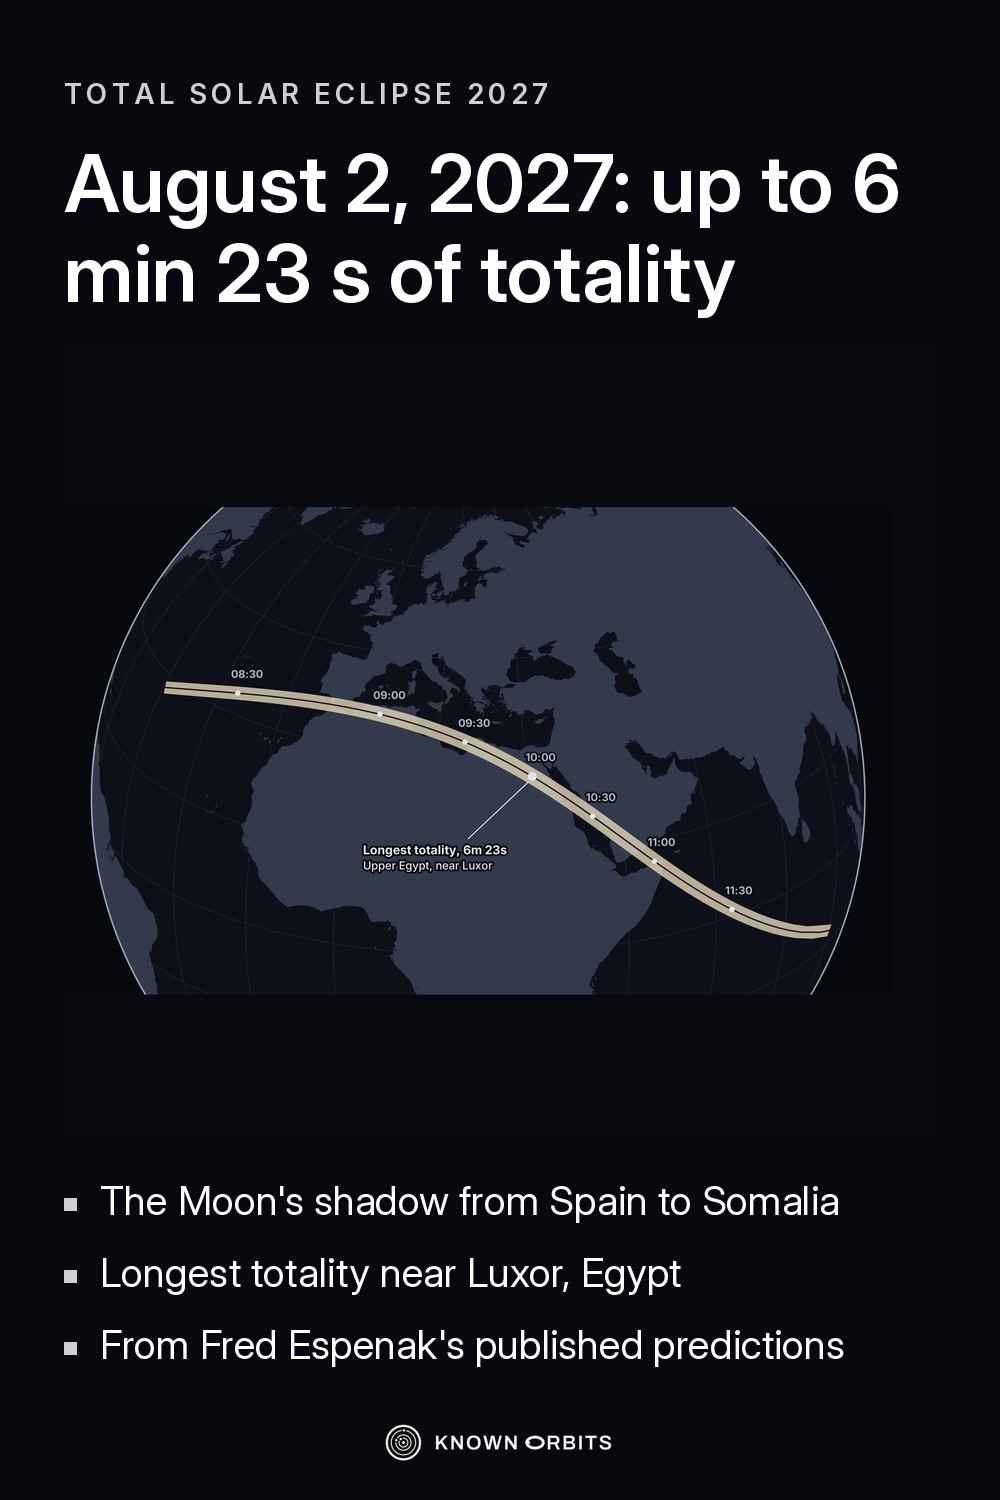 TOTAL SOLAR ECLIPSE 2027
August 2, 2027: up to 6
min 23 s of totality
08:30
09:00
09:30
10:00
10:30
11:00
11:30
Longest totality, 6m 23s
Upper Egypt, near Luxor
The Moon's shadow from Spain to Somalia
Longest totality near Luxor, Egypt
From Fred Espenak's published predictions
KNOWN ORBITS